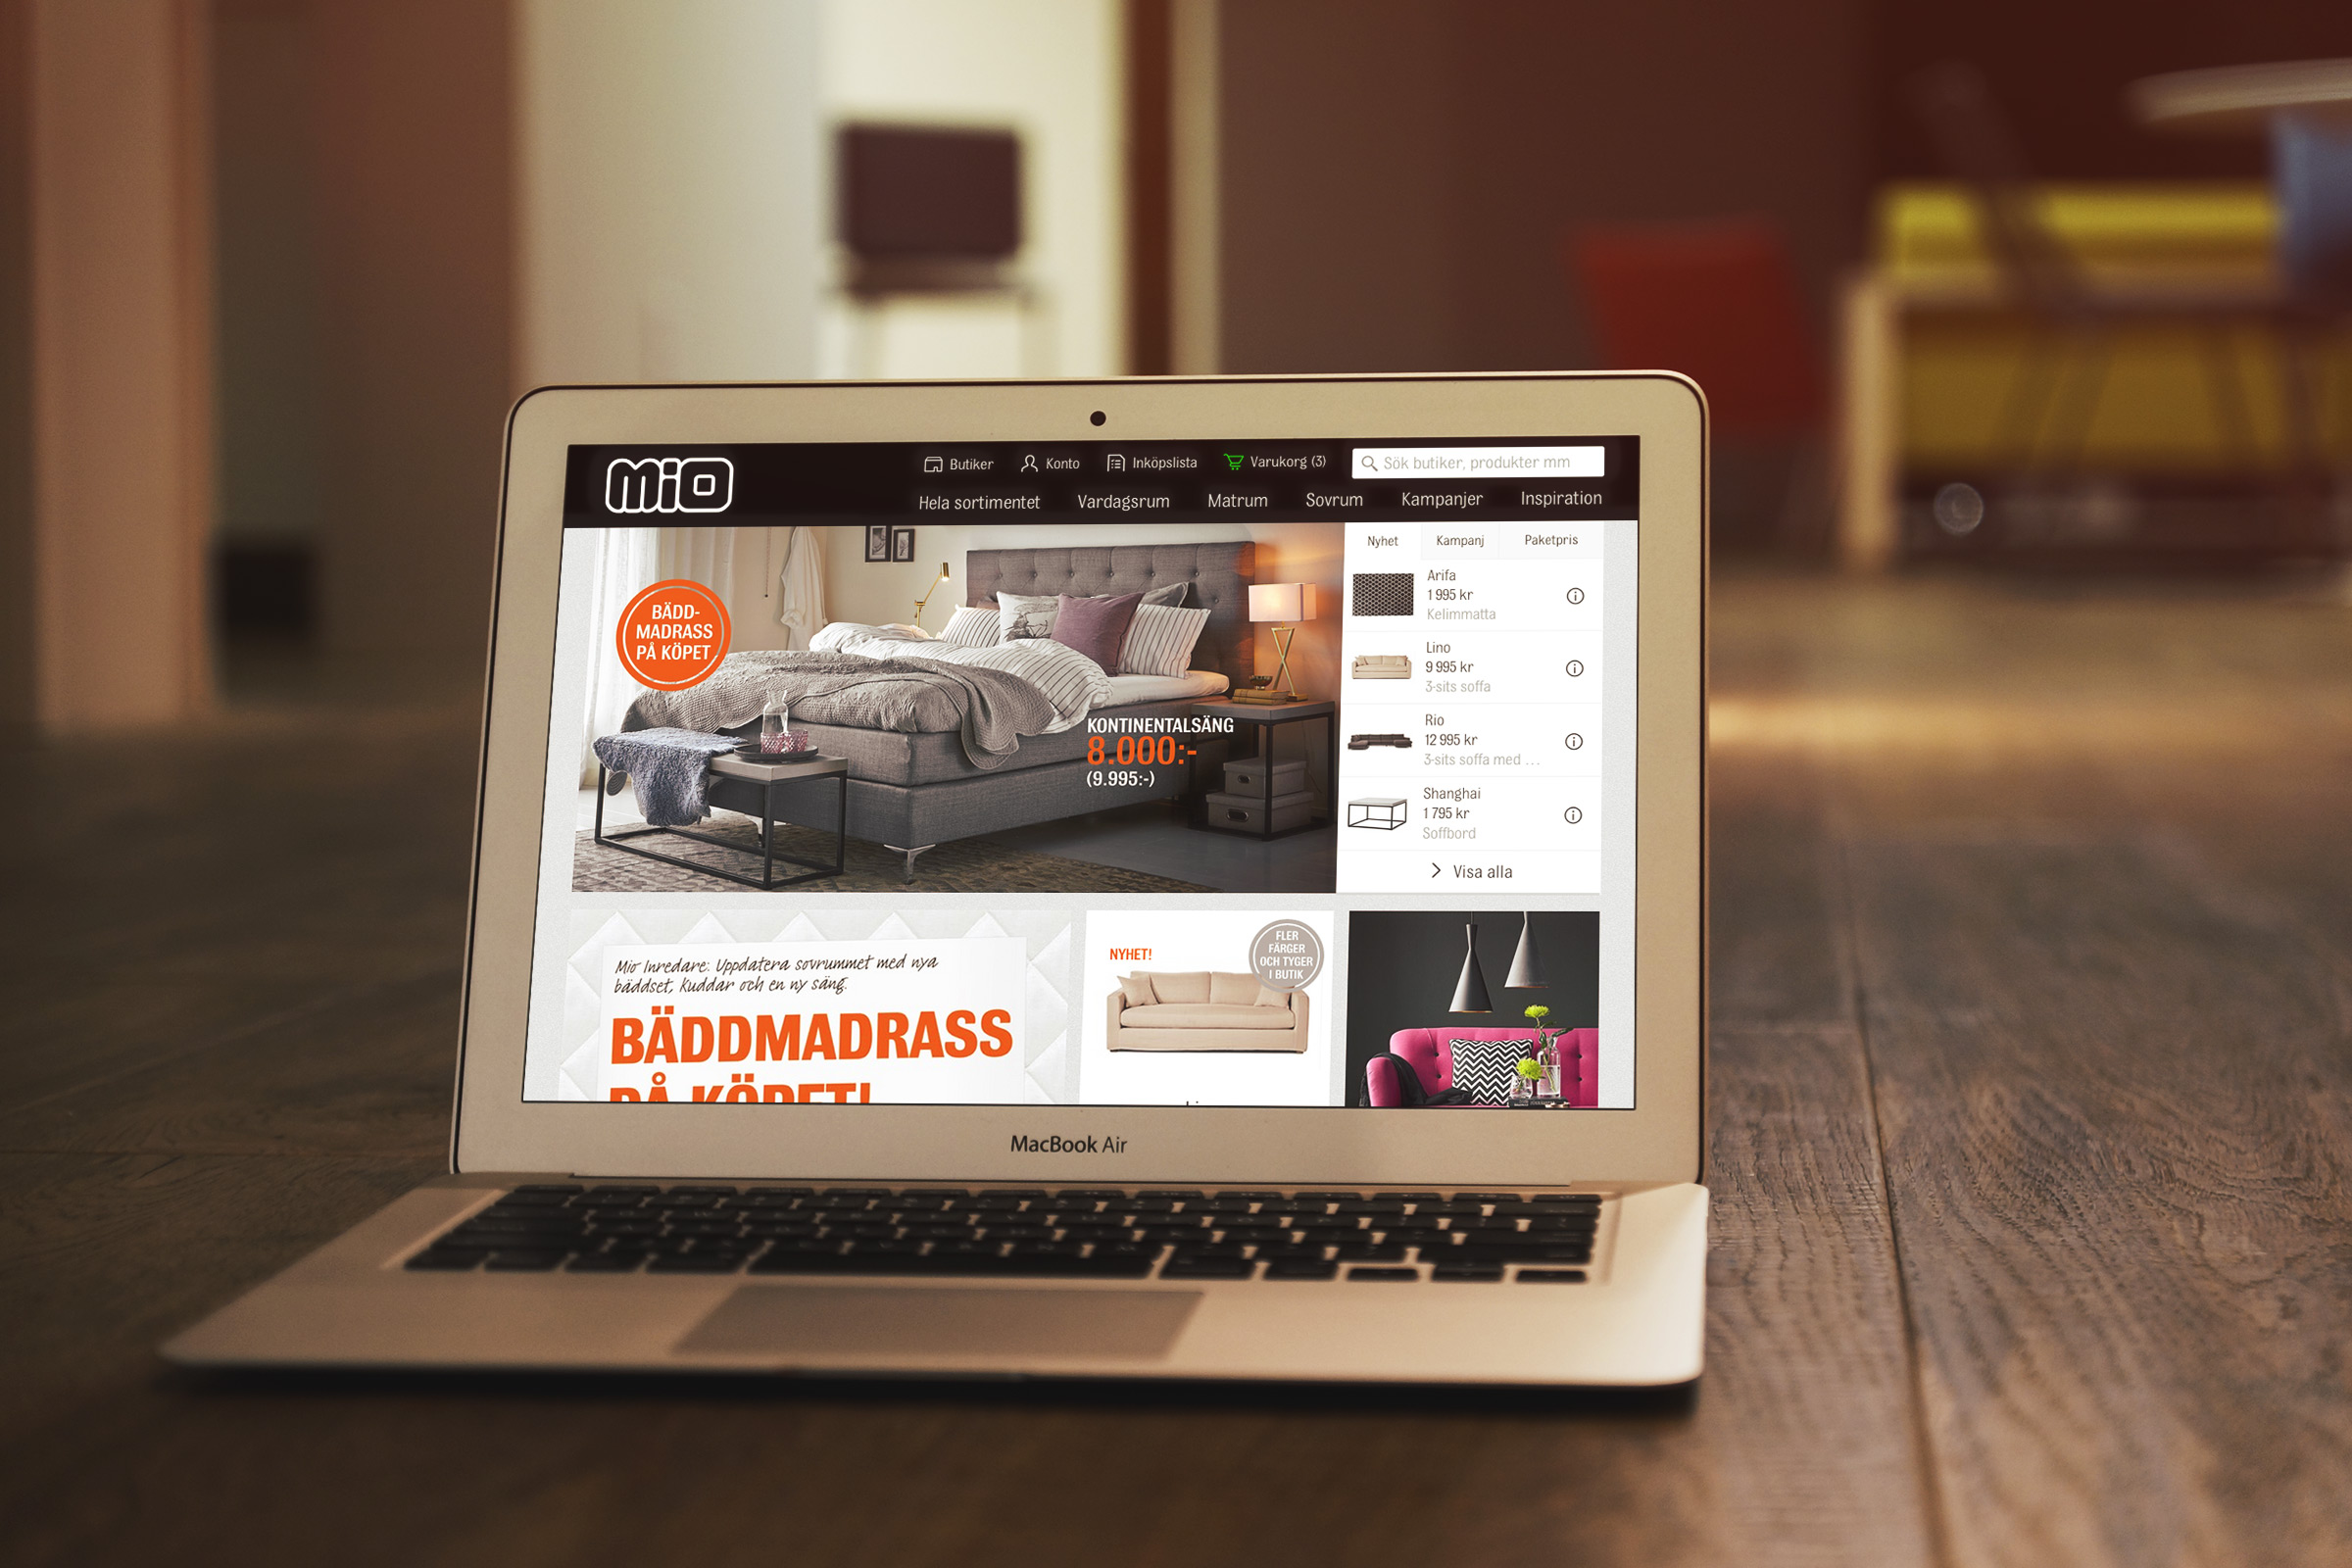 mio
Butiker
Konto
Inköpslista
Varukorg (3)
Sök butiker, produkter mm
Hela sortimentet
Vardagsrum
Matrum
Sovrum
Kampanjer
Inspiration
BÄDD-
MADRASS
PÅ KÖPET
KONTINENTALSÄNG
8.000:-
(9.995:-)
Nyhet
Kampanj
Paketpris
Arifa
1 995 kr
Kelimmatta
Lino
9 995 kr
3-sits soffa
Rio
12 995 kr
3-sits soffa med ...
Shanghai
1 795 kr
Soffbord
Visa alla
Mio Inredare: Uppdatera sovrummet med nya
bäddset, kuddar och en ny säng.
BÄDDMADRASS
PÅ KÖPET!
NYHET!
FLER
FÄRGER
OCH TYGER
I BUTIK
MacBook Air